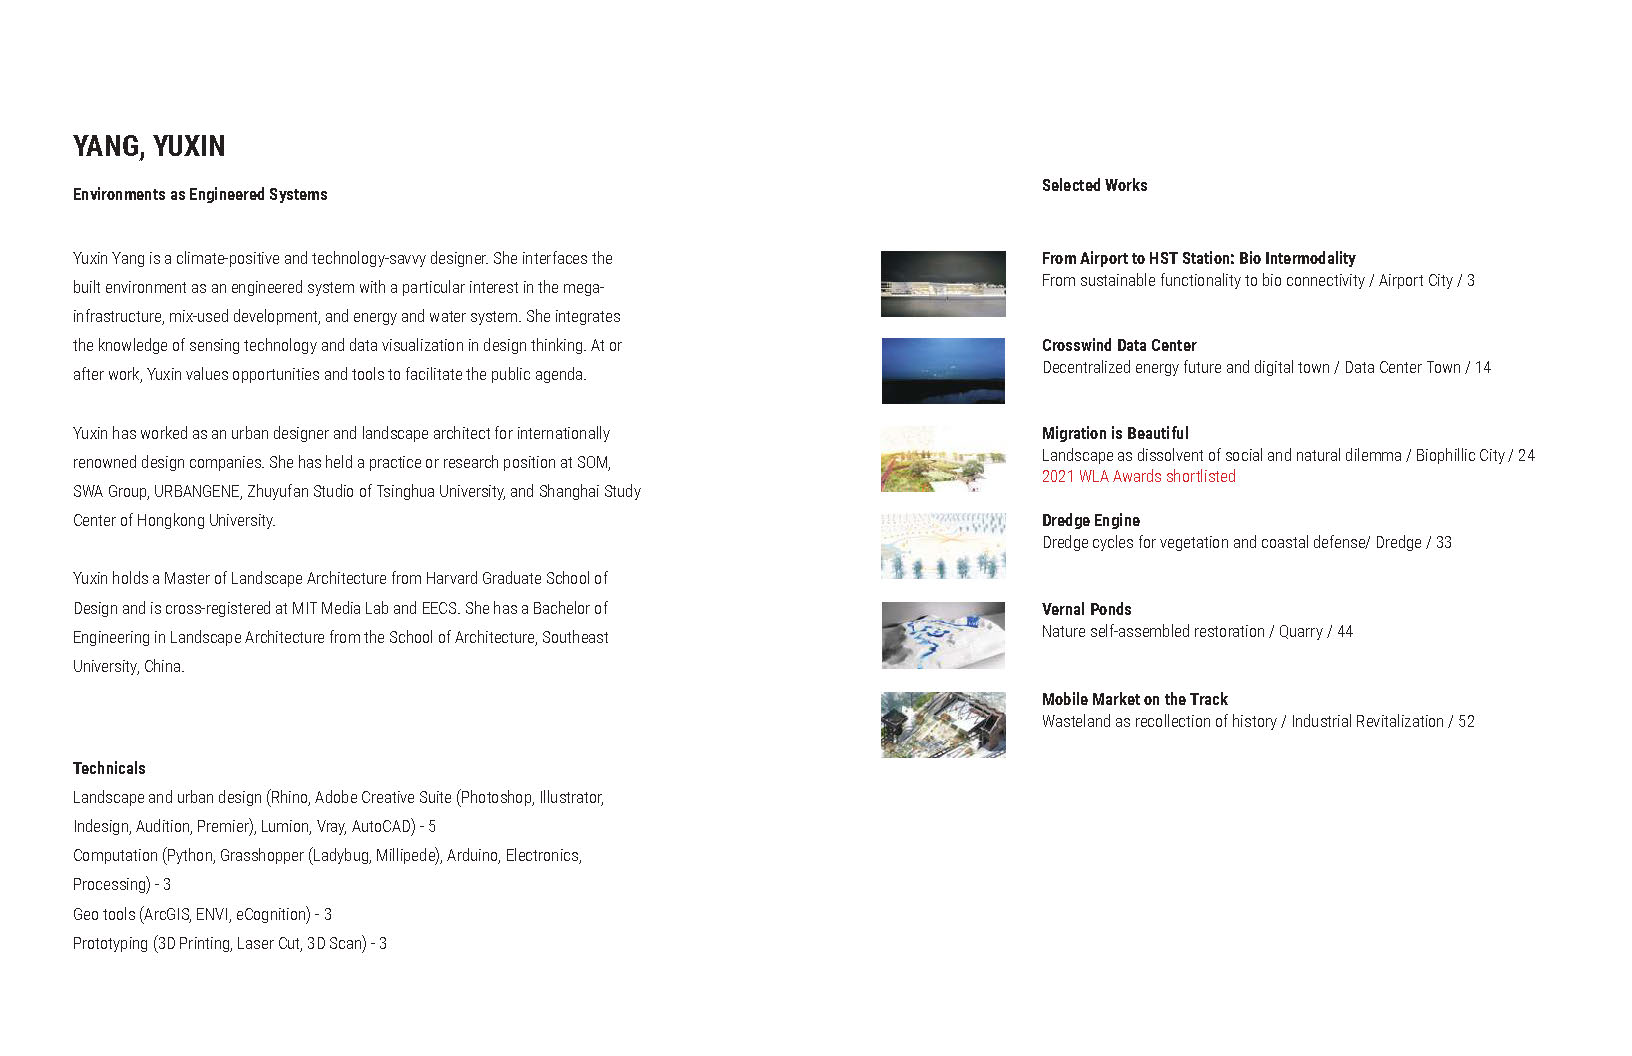 YANG, YUXIN
Environments as Engineered Systems
Yuxin Yang is a climate-positive and technology-savvy designer. She interfaces the
built environment as an engineered system with a particular interest in the mega-
infrastructure, mix-used development, and energy and water system. She integrates
the knowledge of sensing technology and data visualization in design thinking. At or
after work, Yuxin values opportunities and tools to facilitate the public agenda.
Yuxin has worked as an urban designer and landscape architect for internationally
renowned design companies. She has held a practice or research position at SOM,
SWA Group, URBANGENE, Zhuyufan Studio of Tsinghua University, and Shanghai Study
Center of Hongkong University.
Yuxin holds a Master of Landscape Architecture from Harvard Graduate School of
Design and is cross-registered at MIT Media Lab and EECS. She has a Bachelor of
Engineering in Landscape Architecture from the School of Architecture, Southeast
University, China.
Technicals
Landscape and urban design (Rhino, Adobe Creative Suite (Photoshop, Illustrator,
Indesign, Audition, Premier), Lumion, Vray, AutoCAD) - 5
Computation (Python, Grasshopper (Ladybug, Millipede), Arduino, Electronics,
Processing) - 3
Geo tools (ArcGIS, ENVI, eCognition) - 3
Prototyping (3D Printing, Laser Cut, 3D Scan) - 3
Selected Works
From Airport to HST Station: Bio Intermodality
From sustainable functionality to bio connectivity / Airport City / 3
Crosswind Data Center
Decentralized energy future and digital town / Data Center Town / 14
Migration is Beautiful
Landscape as dissolvent of social and natural dilemma / Biophillic City / 24
2021 WLA Awards shortlisted
Dredge Engine
Dredge cycles for vegetation and coastal defense/ Dredge / 33
Vernal Ponds
Nature self-assembled restoration / Quarry / 44
Mobile Market on the Track
Wasteland as recollection of history / Industrial Revitalization / 52